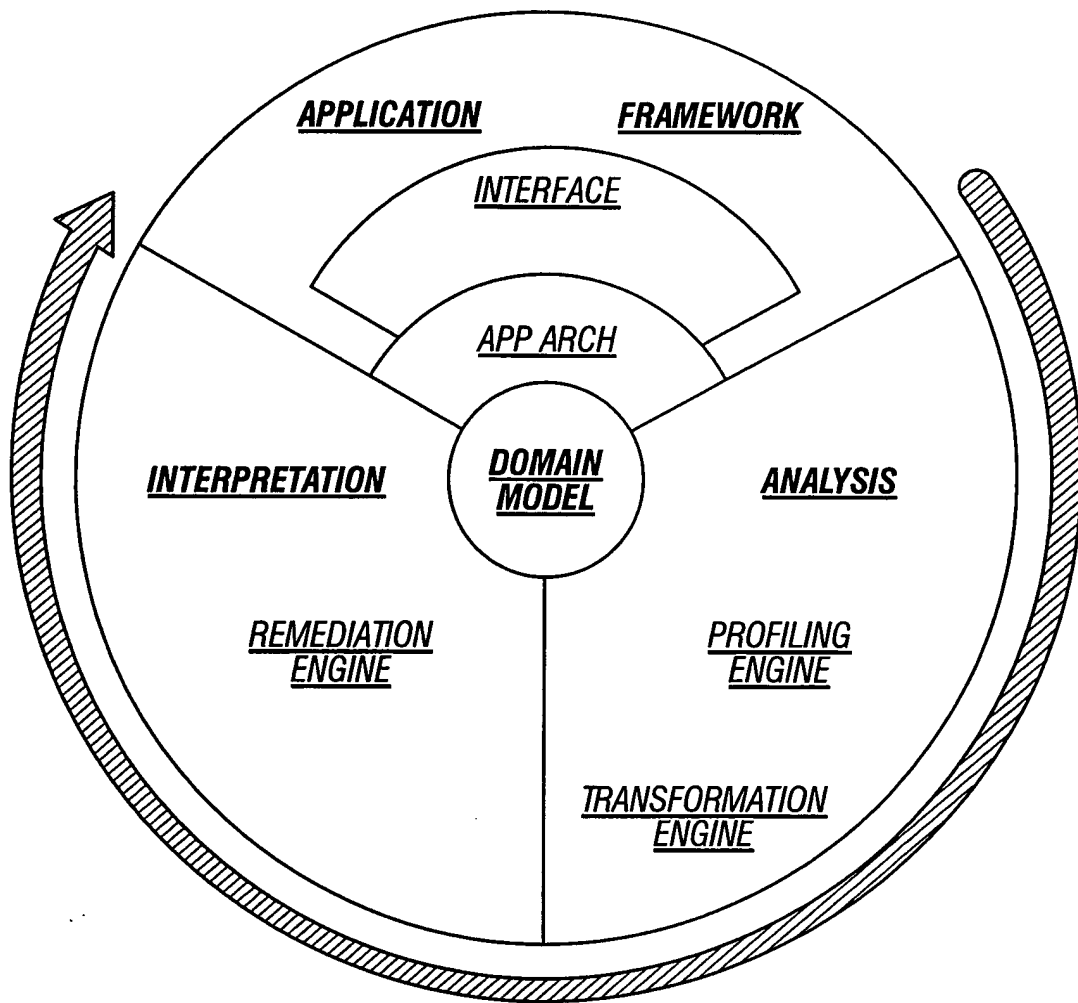 APPLICATION FRAMEWORK
INTERFACE
APP ARCH
INTERPRETATION
DOMAIN
MODEL
ANALYSIS
REMEDIATION
ENGINE
PROFILING
ENGINE
TRANSFORMATION
ENGINE